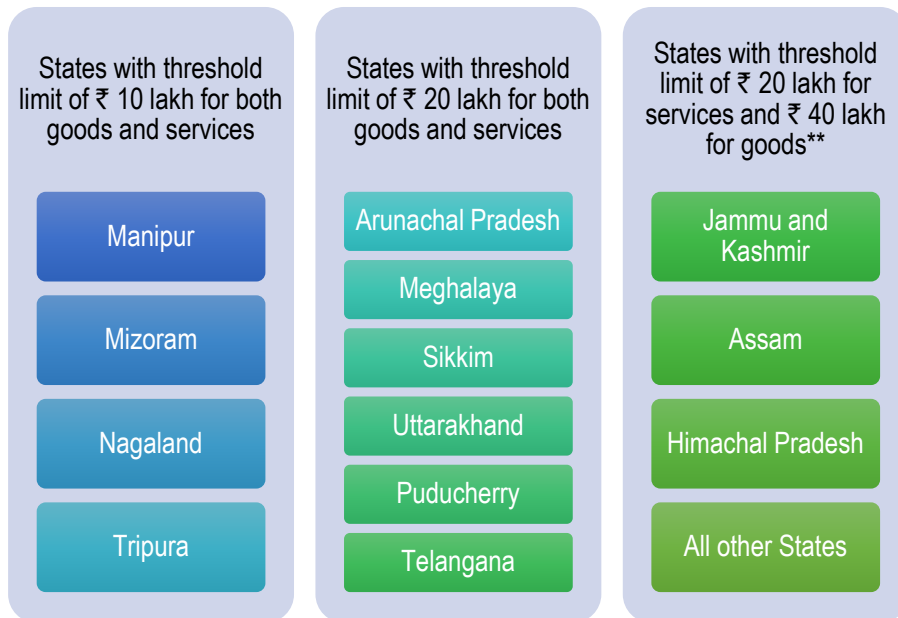 States with threshold
limit of ₹ 10 lakh for both
goods and services
Manipur
Mizoram
Nagaland
Tripura
States with threshold
limit of ₹ 20 lakh for both
goods and services
Arunachal Pradesh
Meghalaya
Sikkim
Uttarakhand
Puducherry
Telangana
States with threshold
limit of ₹ 20 lakh for
services and ₹ 40 lakh
for goods**
Jammu and
Kashmir
Assam
Himachal Pradesh
All other States